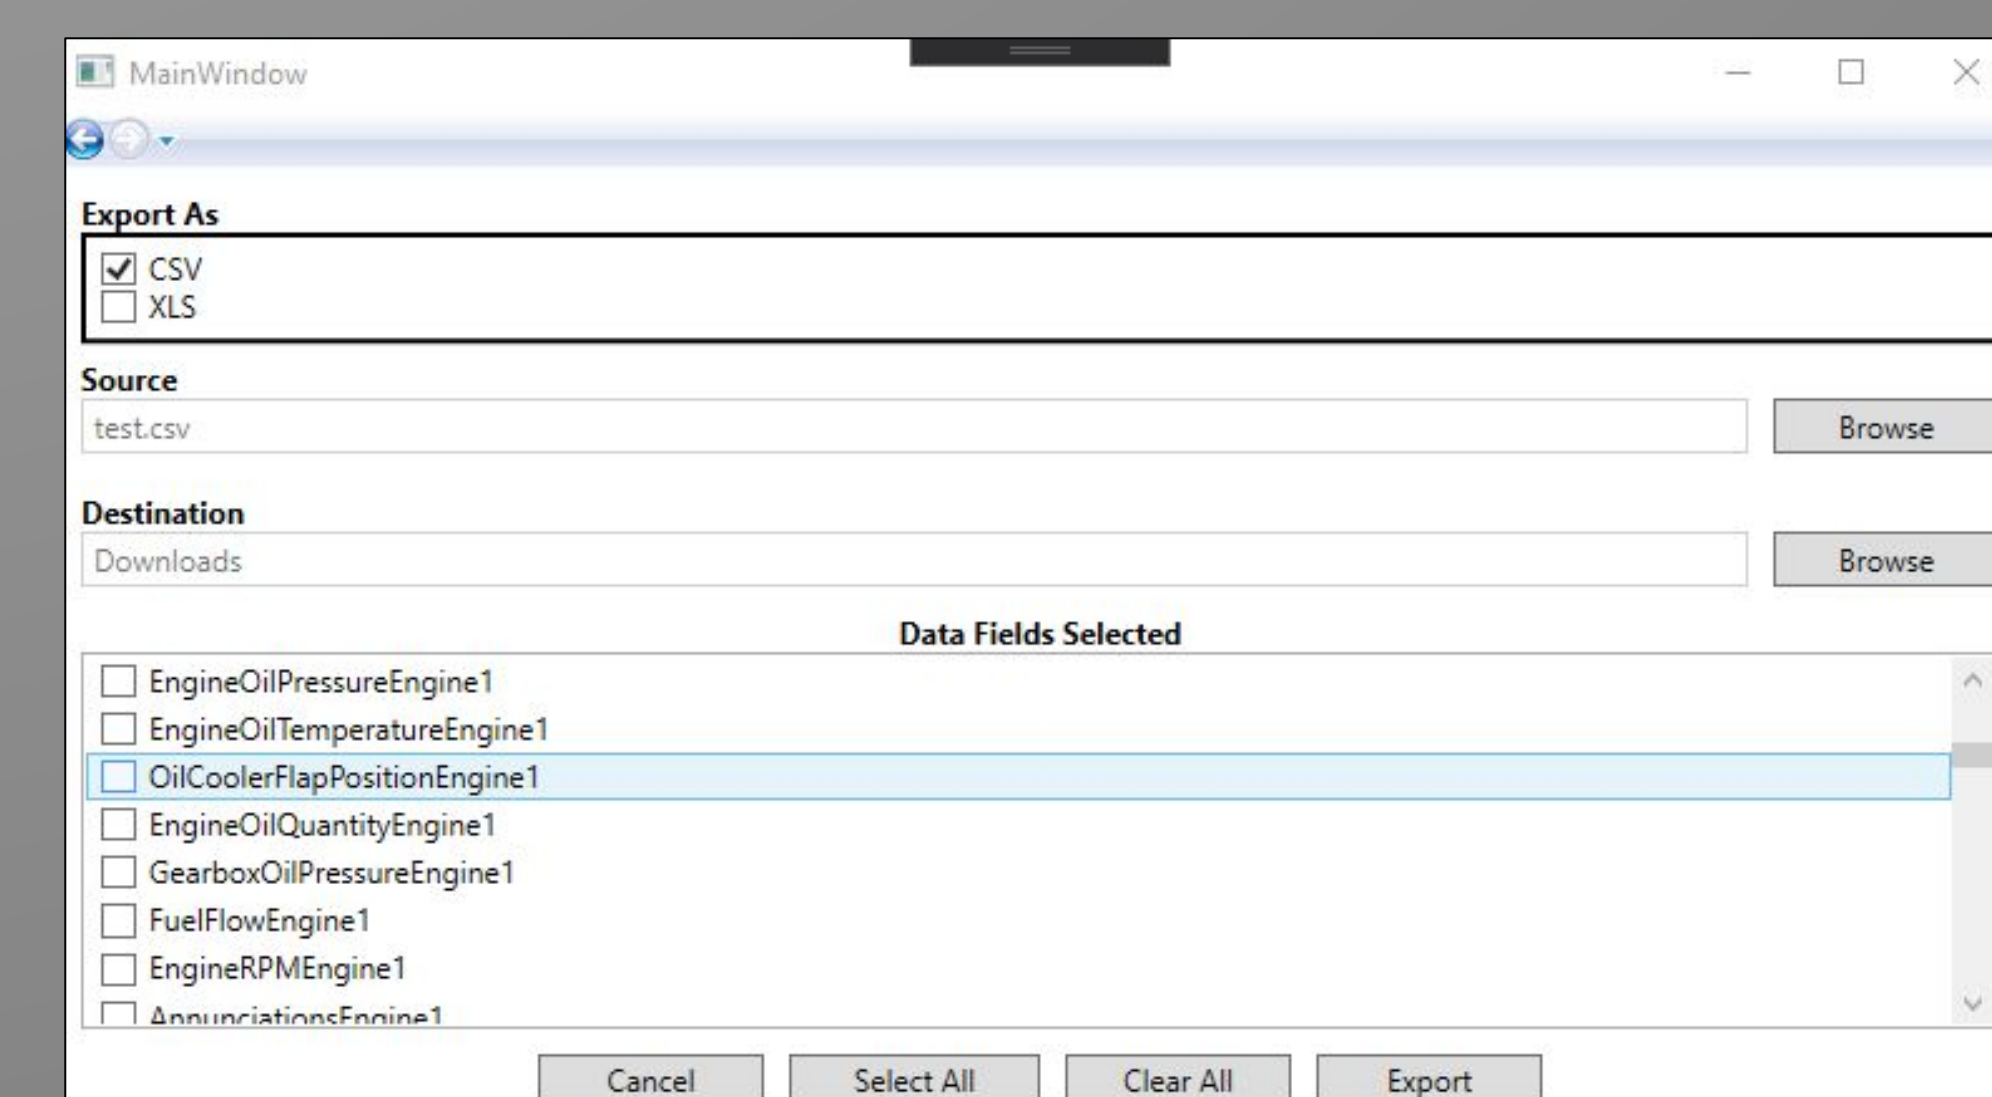 MainWindow
Export As
CSV
XLS
Source
test.csv
Browse
Destination
Downloads
Browse
Data Fields Selected
EngineOilPressureEngine1
EngineOilTemperatureEngine1
OilCoolerFlapPositionEngine1
EngineOilQuantityEngine1
GearboxOilPressureEngine1
FuelFlowEngine1
EngineRPMEngine1
AnnunciationsEngine1
Cancel Select All Clear All Export